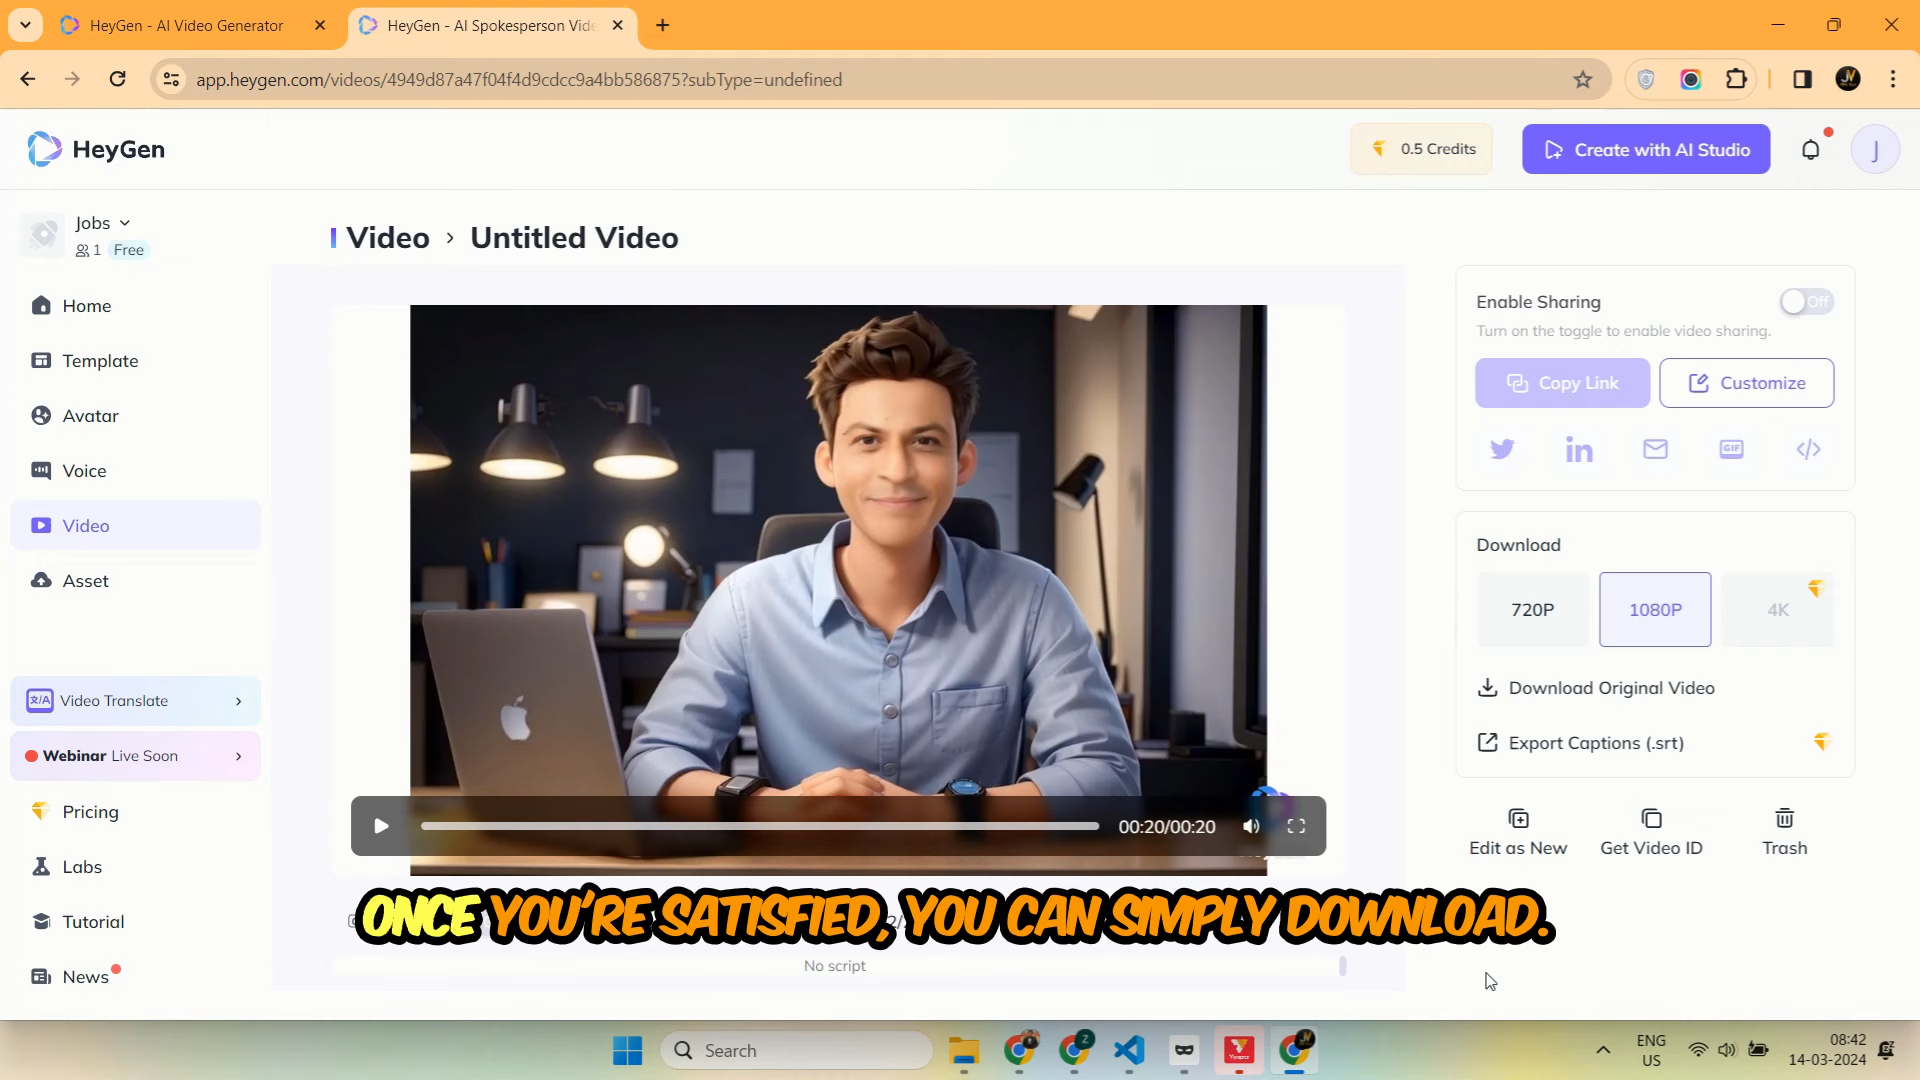 HeyGen - AI Video Generator
HeyGen - AI Spokesperson Vide
app.heygen.com/videos/4949d87a47f04f4d9cdcc9a4bb586875?subType=undefined
HeyGen
0.5 Credits
Create with AI Studio
J
Jobs
1 Free
Video › Untitled Video
Home
Template
Avatar
Voice
Video
Asset
Video Translate
Webinar Live Soon
Pricing
Labs
Tutorial
News
Enable Sharing
Off
Turn on the toggle to enable video sharing.
Copy Link
Customize
GIF
Download
720P
1080P
4K
Download Original Video
Export Captions (.srt)
Edit as New
Get Video ID
Trash
00:20/00:20
ONCE YOU'RE SATISFIED, YOU CAN SIMPLY DOWNLOAD.
No script
Search
ENG
US
08:42
14-03-2024